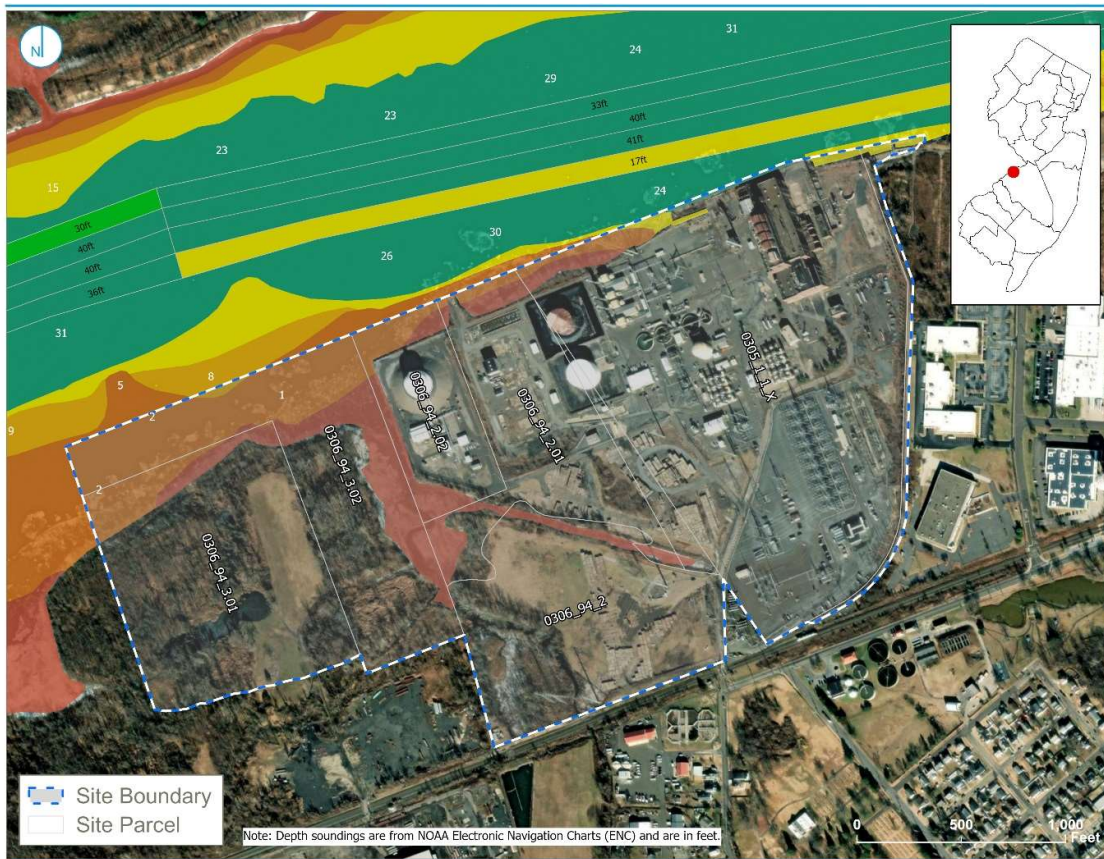 N
31
24
29
23
23
15
33ft
40ft
41ft
17ft
24
30ft
40ft
40ft
36ft
30
26
31
5
8
1
2
9
2
0305_1_1_X
0306_94_2.02
0306_94_2.01
0306_94_3.02
0306_94_3.01
0306_94_2
Site Boundary
Site Parcel
Note: Depth soundings are from NOAA Electronic Navigation Charts (ENC) and are in feet.
0 500 1,000
Feet